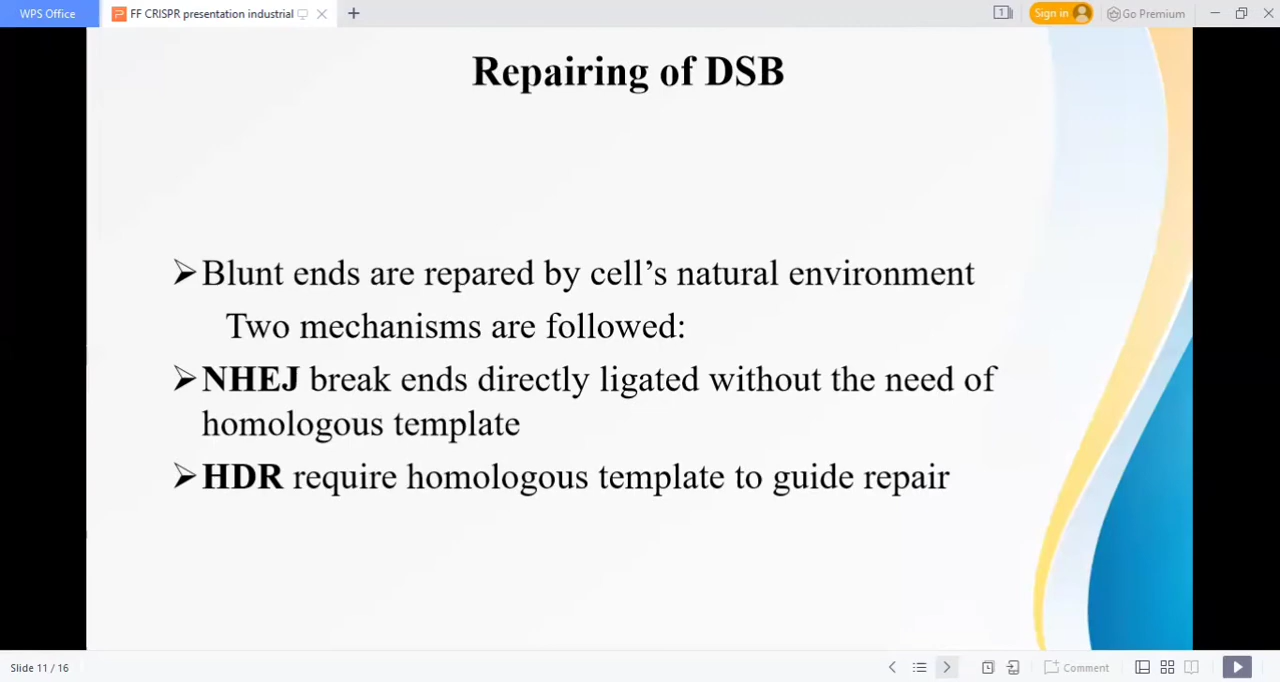 WPS Office
FF CRISPR presentation industrial
1
Sign in
Go Premium
Repairing of DSB
➢Blunt ends are repared by cell’s natural environment
Two mechanisms are followed:
➢NHEJ break ends directly ligated without the need of
homologous template
➢HDR require homologous template to guide repair
Slide 11 / 16
Comment